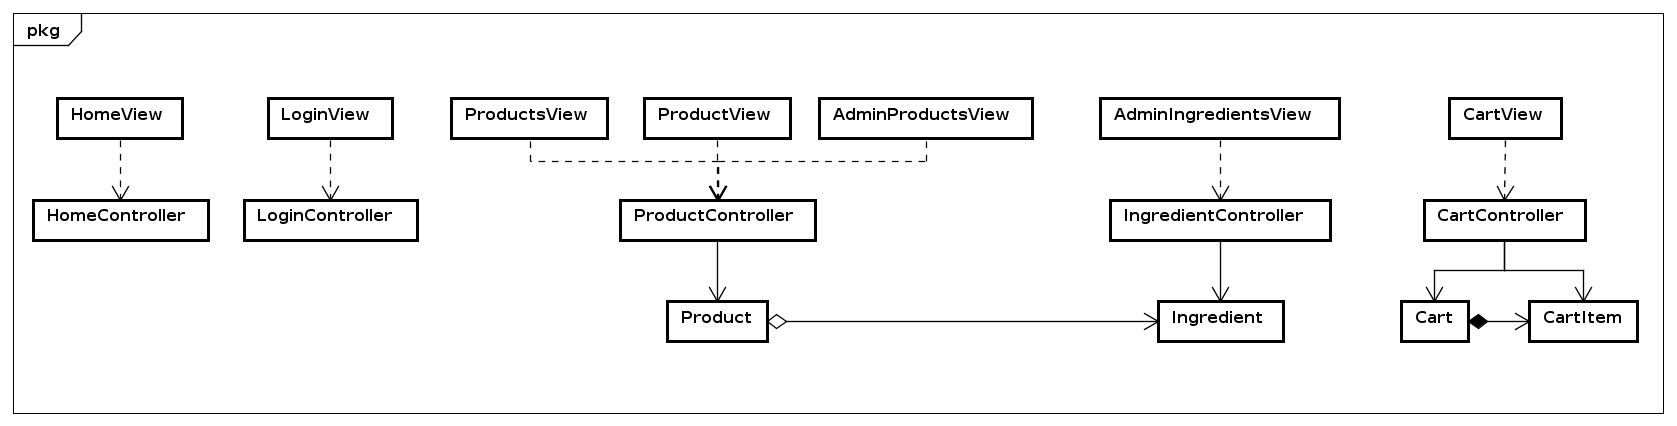 pkg
HomeView
LoginView
ProductsView
ProductView
AdminProductsView
AdminIngredientsView
CartView
HomeController
LoginController
ProductController
IngredientController
CartController
Product
Ingredient
Cart
CartItem